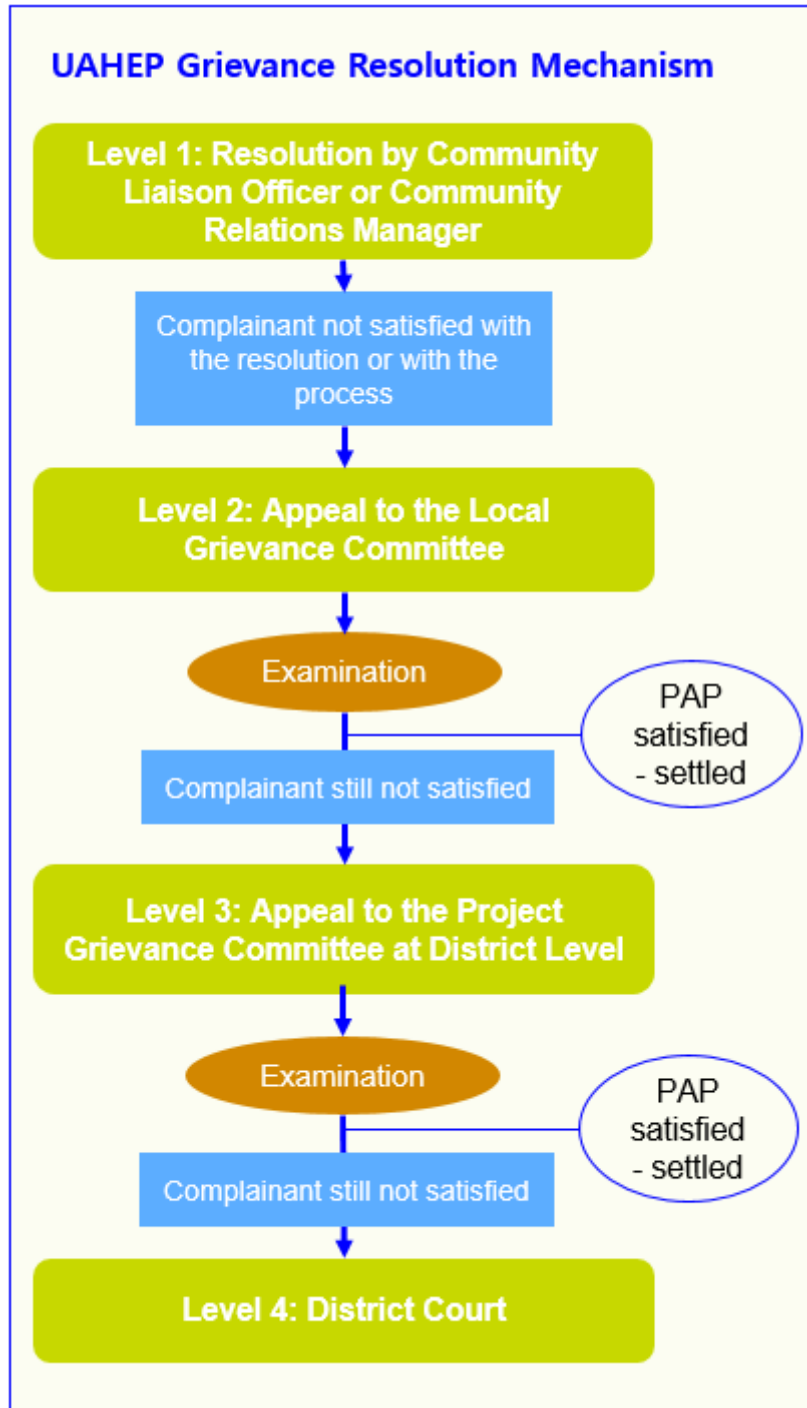 UAHEP Grievance Resolution Mechanism
Level 1: Resolution by Community
Liaison Officer or Community
Relations Manager
Complainant not satisfied with
the resolution or with the
process
Level 2: Appeal to the Local
Grievance Committee
Examination
PAP
satisfied
- settled
Complainant still not satisfied
Level 3: Appeal to the Project
Grievance Committee at District Level
Examination
PAP
satisfied
- settled
Complainant still not satisfied
Level 4: District Court